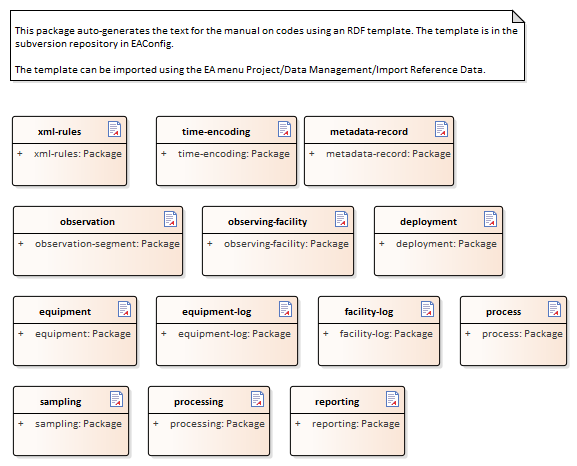 This package auto-generates the text for the manual on codes using an RDF template. The template is in the
subversion repository in EAConfig.
The template can be imported using the EA menu Project/Data Management/Import Reference Data.
xml-rules
+ xml-rules: Package
time-encoding
+ time-encoding: Package
metadata-record
+ metadata-record: Package
observation
+ observation-segment: Package
observing-facility
+ observing-facility: Package
deployment
+ deployment: Package
equipment
+ equipment: Package
equipment-log
+ equipment-log: Package
facility-log
+ facility-log: Package
process
+ process: Package
sampling
+ sampling: Package
processing
+ processing: Package
reporting
+ reporting: Package